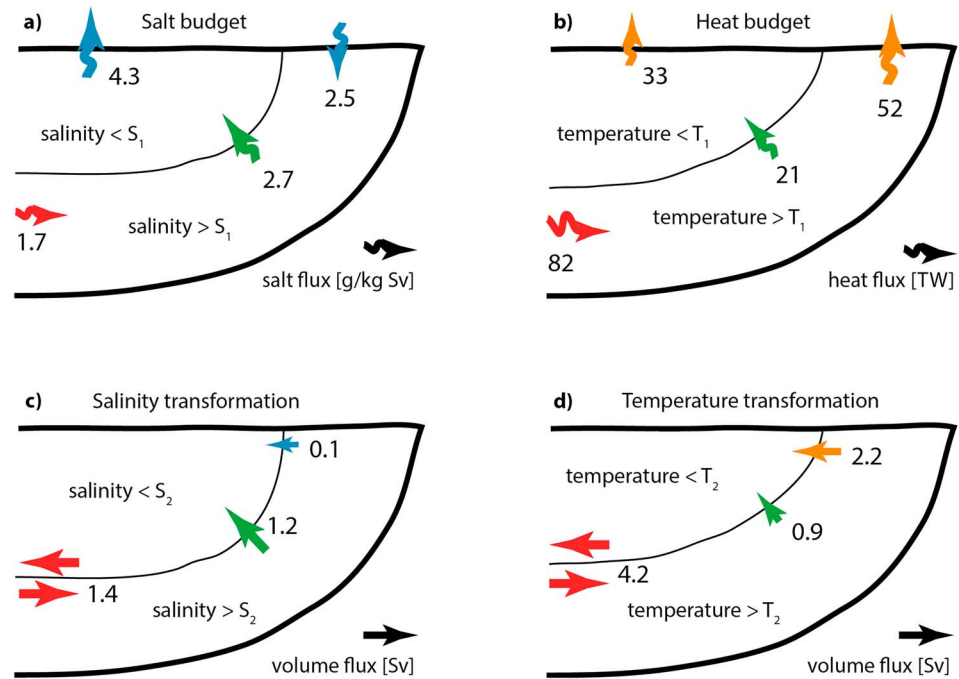 a) Salt budget
4.3
2.5
salinity < S1
2.7
salinity > S1
1.7
salt flux [g/kg Sv]
b) Heat budget
33
52
temperature < T1
21
temperature > T1
82
heat flux [TW]
c) Salinity transformation
0.1
salinity < S2
1.2
1.4
salinity > S2
volume flux [Sv]
d) Temperature transformation
2.2
temperature < T2
0.9
4.2
temperature > T2
volume flux [Sv]